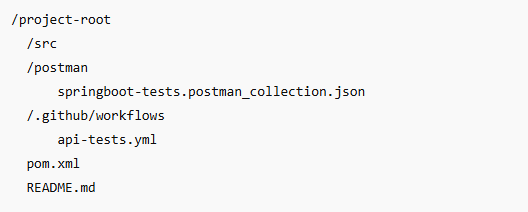 /project-root
/src
/postman
springboot-tests.postman_collection.json
/.github/workflows
api-tests.yml
pom.xml
README.md